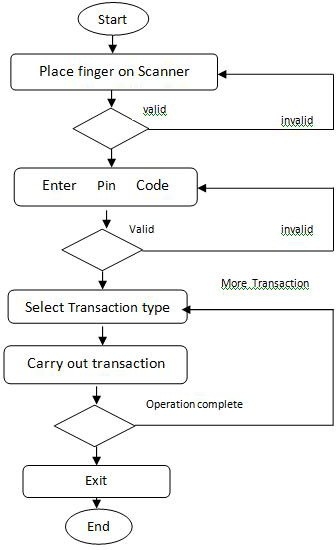 Start
Place finger on Scanner
valid
invalid
Enter Pin Code
Valid
invalid
More Transaction
Select Transaction type
Carry out transaction
Operation complete
Exit
End